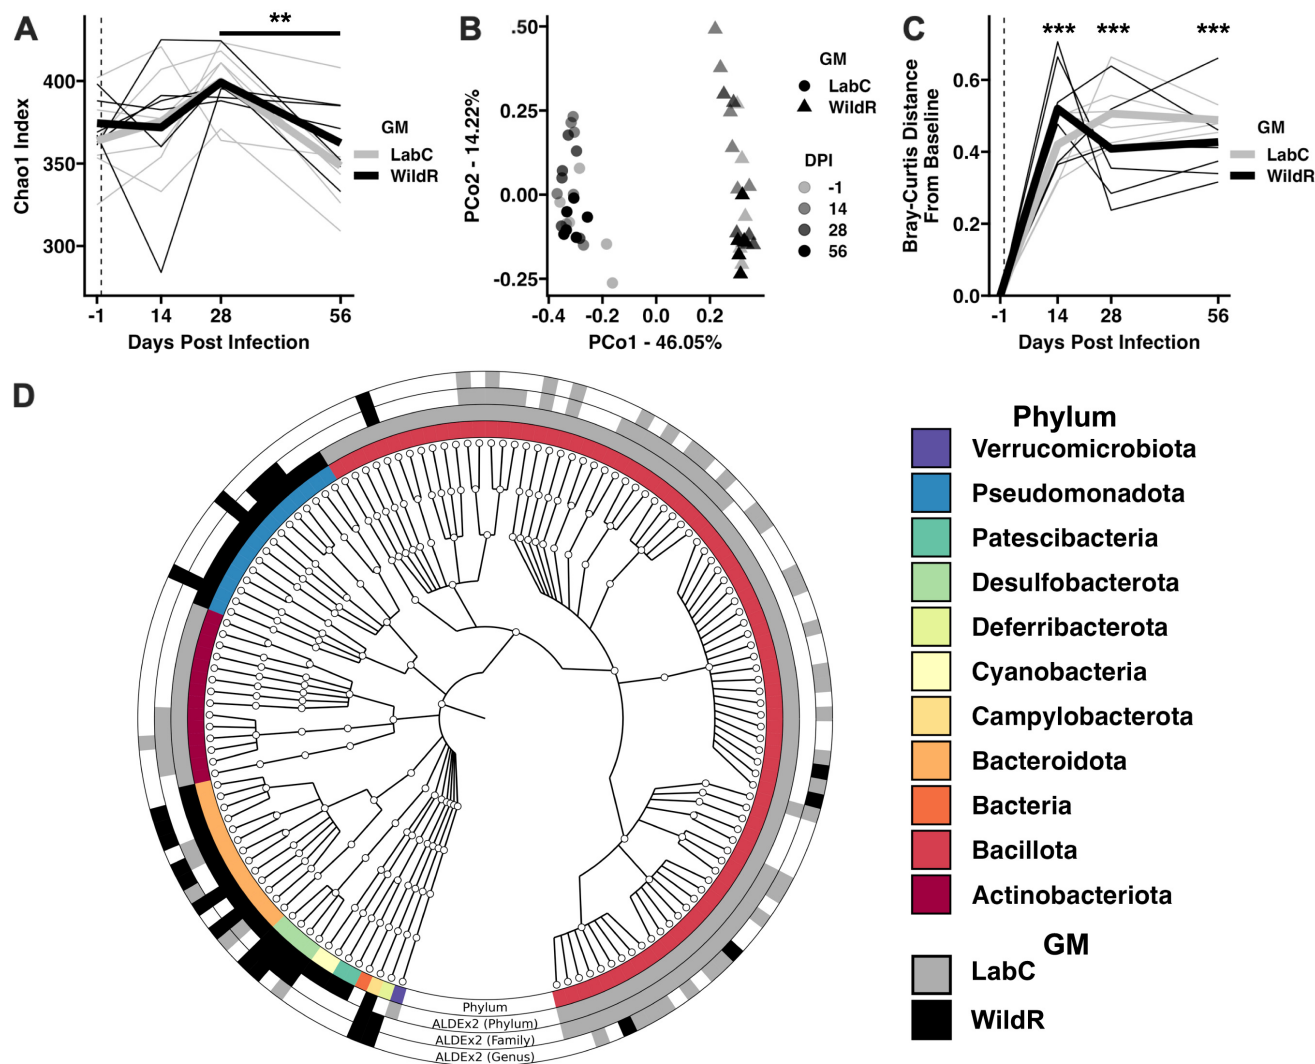 A
**
400
350
300
Chao1 Index
-1
14
28
56
Days Post Infection
GM
LabC
WildR
B
.50
0.25
0.00
-0.25
PCo2 - 14.22%
-0.4
-0.2
0.0
0.2
PCo1 - 46.05%
GM
LabC
WildR
DPI
-1
14
28
56
C
***
***
***
0.6
0.4
0.2
0.0
Bray-Curtis Distance
From Baseline
-1
14
28
56
Days Post Infection
GM
LabC
WildR
D
Phylum
ALDEx2 (Phylum)
ALDEx2 (Family)
ALDEx2 (Genus)
Phylum
Verrucomicrobiota
Pseudomonadota
Patescibacteria
Desulfobacterota
Deferribacterota
Cyanobacteria
Campylobacterota
Bacteroidota
Bacteria
Bacillota
Actinobacteriota
GM
LabC
WildR